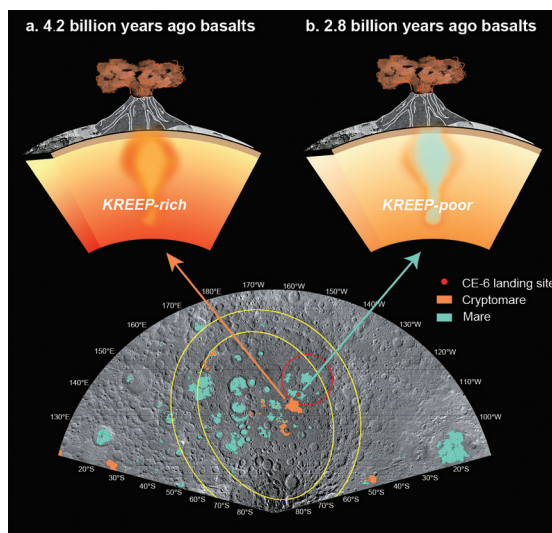 a. 4.2 billion years ago basalts
b. 2.8 billion years ago basalts
KREEP-rich
KREEP-poor
CE-6 landing site
Cryptomare
Mare
180°E
170°W
160°W
170°E
150°W
160°E
140°W
150°E
130°W
120°W
140°E
110°W
130°E
100°W
20°S
30°S
40°S
50°S
60°S
70°S
80°S
80°S
70°S
60°S
50°S
40°S
30°S
20°S